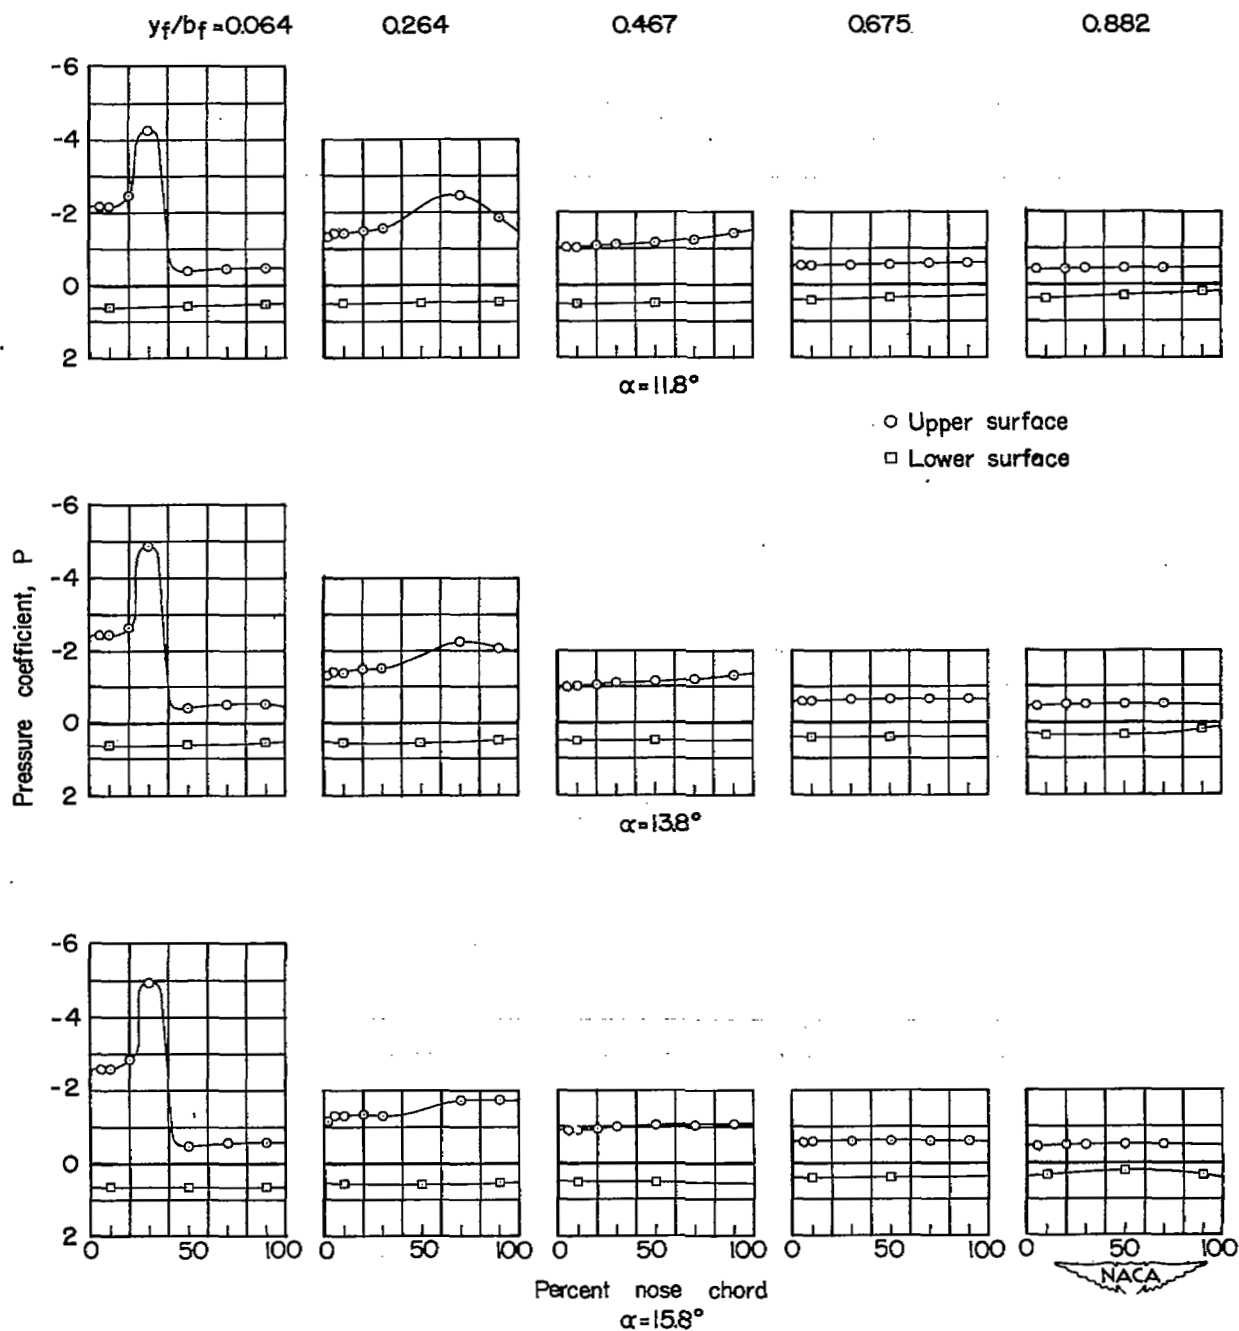 yf/bf=0.064 0.264 0.467 0.675 0.882
-6
-4
-2
0
2
α=11.8°
Upper surface
Lower surface
-6
-4
-2
0
2
Pressure coefficient, P
α=13.8°
-6
-4
-2
0
2
0 50 100 0 50 100 0 50 100 0 50 100 0 50 100
Percent nose chord
NACA
α=15.8°